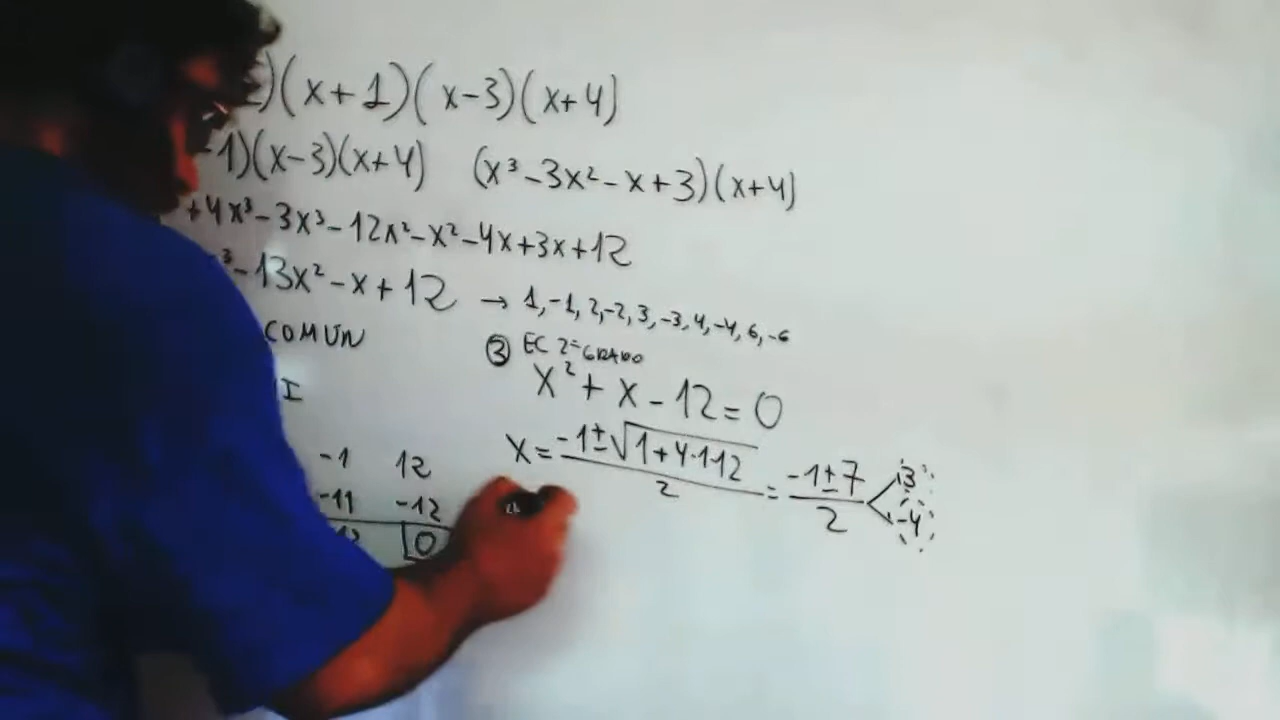 )(x+1)(x-3)(x+4)
-1)(x-3)(x+4) (x³-3x²-x+3)(x+4)
+4x³-3x³-12x²-x²-4x+3x+12
³-13x²-x+12 → 1,-1,2,-2,3,-3,4,-4,6,-6
COMUN
③ EC 2º GRADO
I
x²+x-12=0
x = (-1±√(1+4·1·12))/2 = (-1±7)/2 < 3
-4
-1 12
-11 -12
0